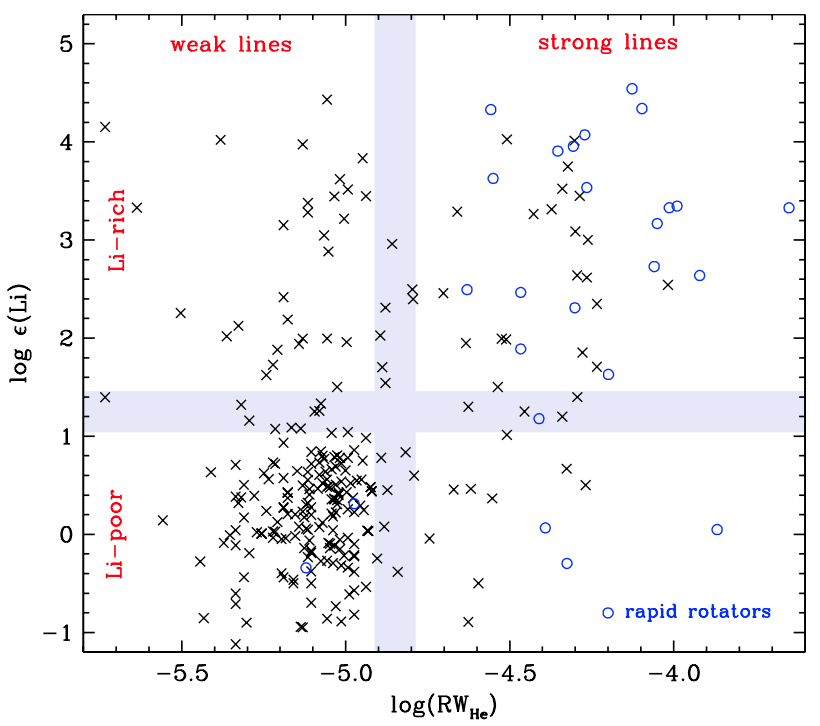 weak lines
strong lines
5
4
3
2
1
0
−1
log ϵ(Li)
Li−rich
Li−poor
rapid rotators
−5.5
−5.0
−4.5
−4.0
log(RW_He)